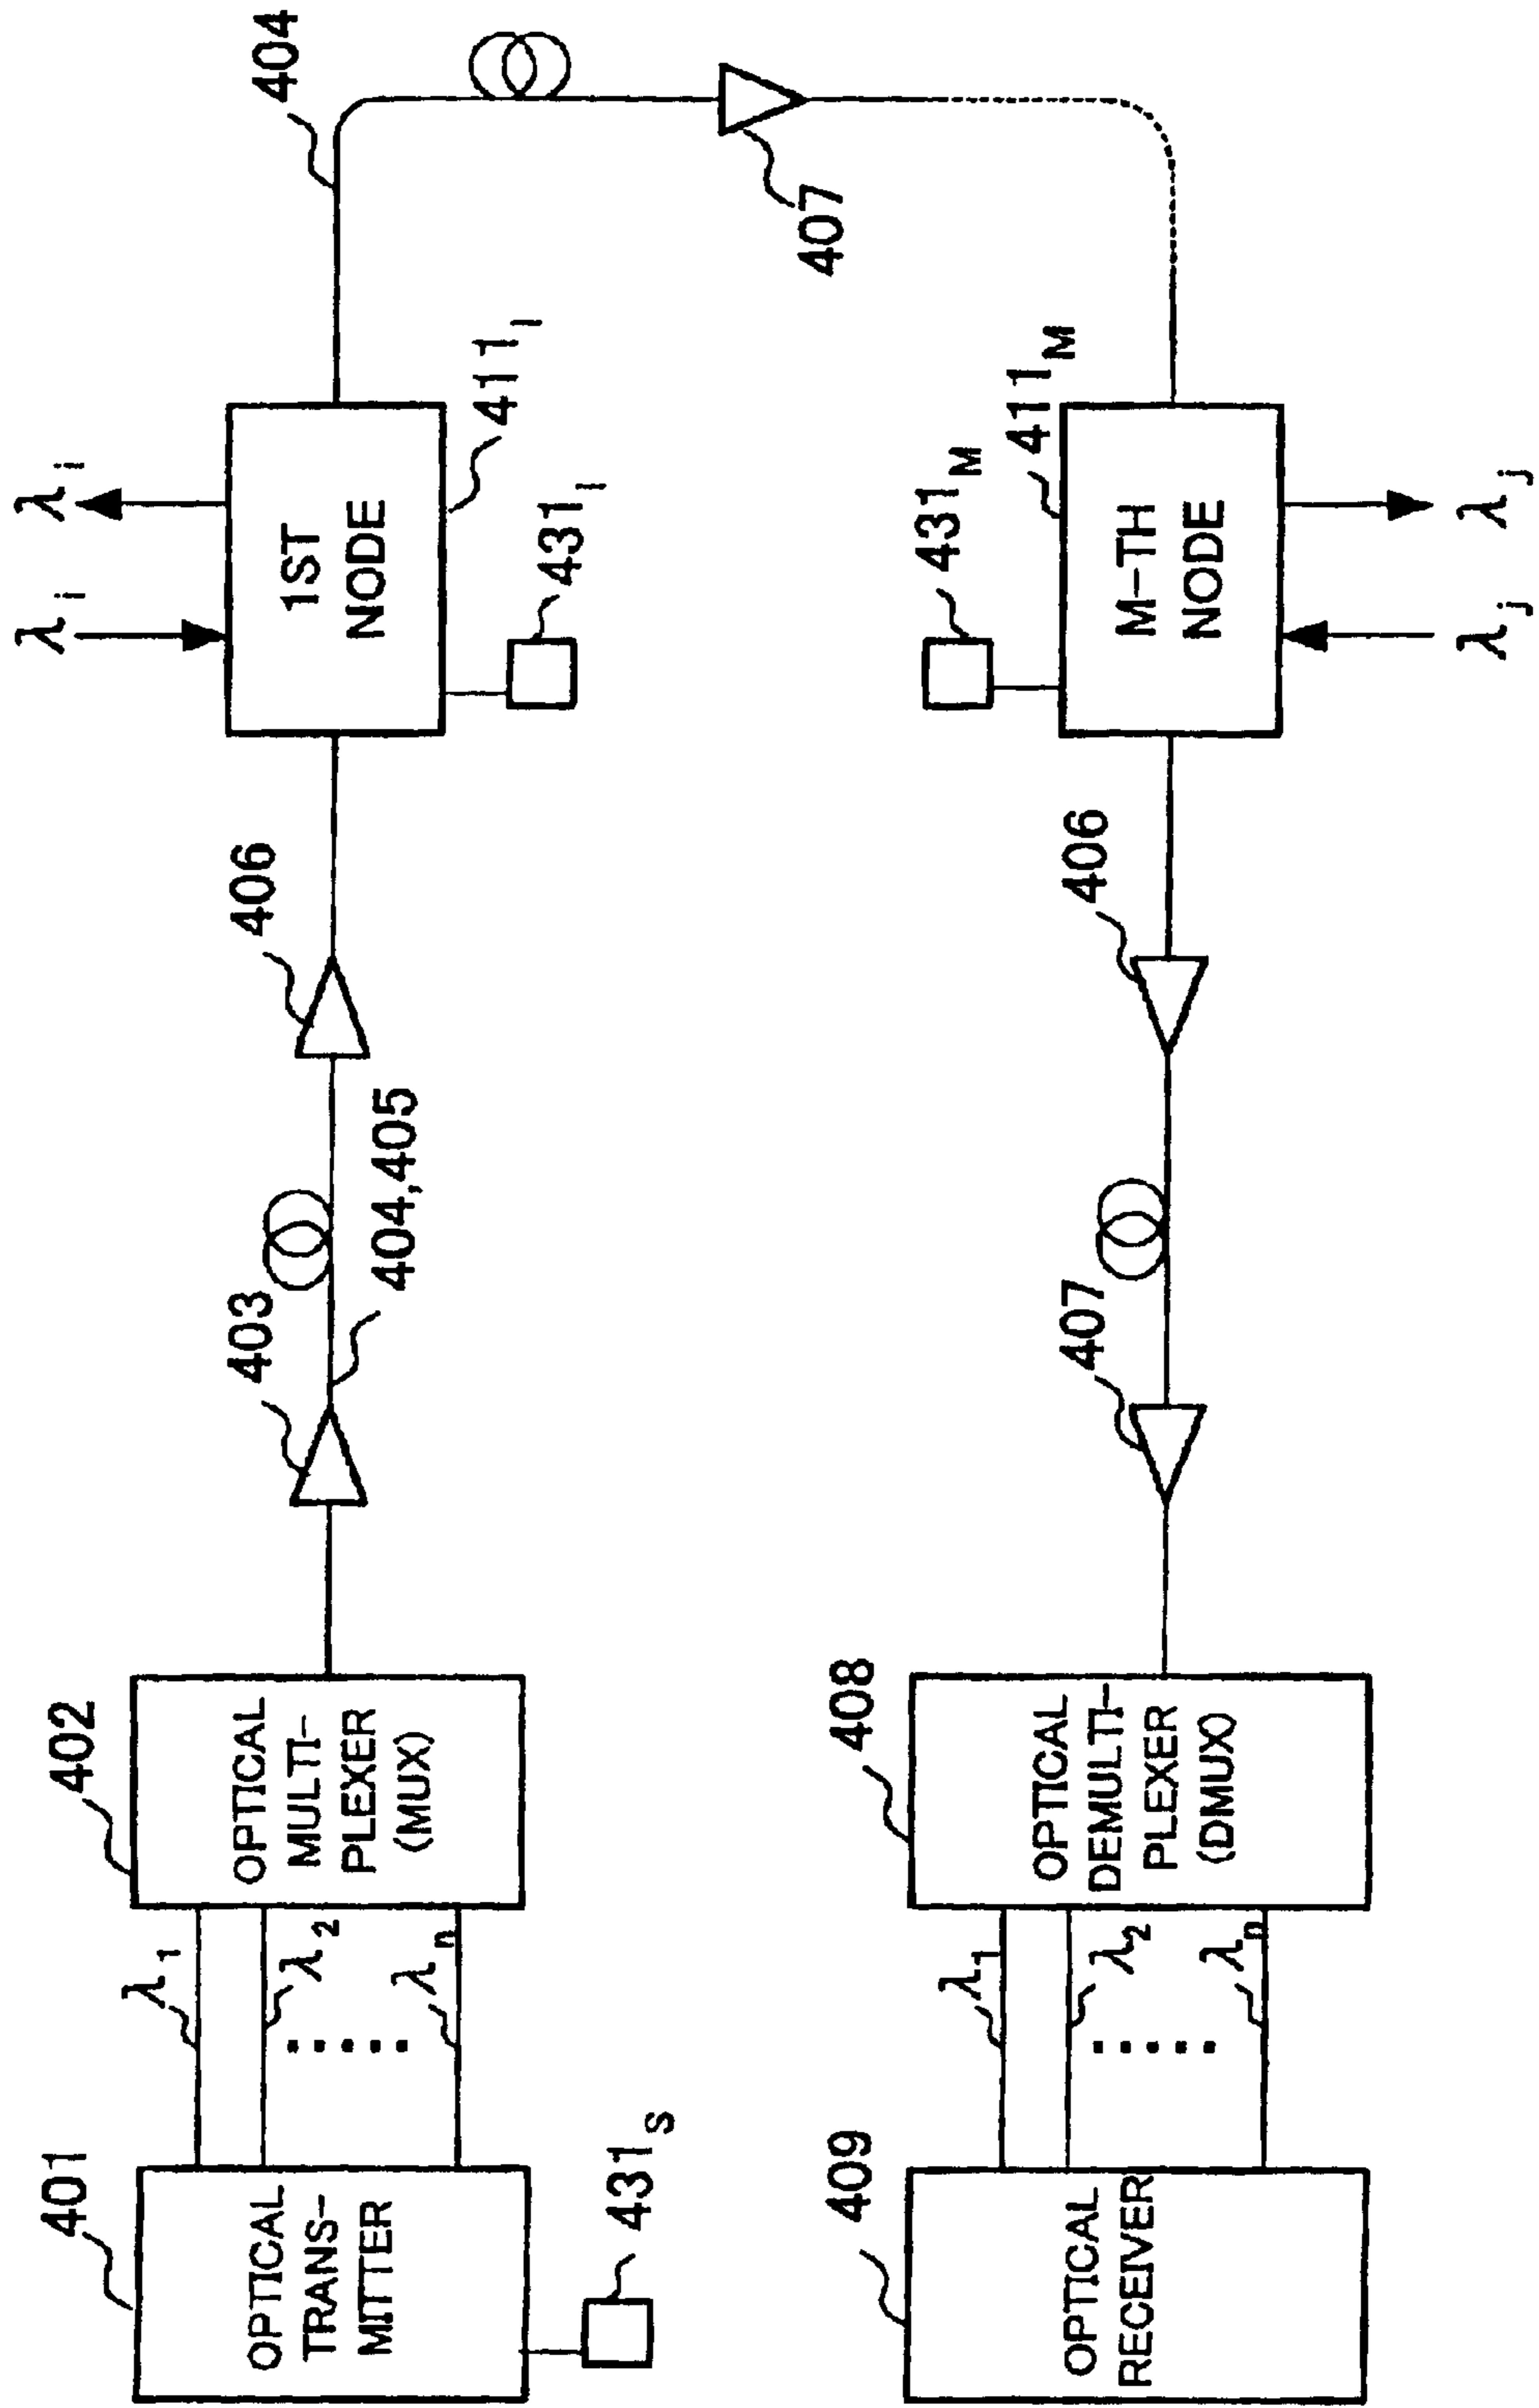 401
OPTICAL
TRANS-
MITTER
431S
λ1
λ2
λn
402
OPTICAL
MULTI-
PLEXER
(MUX)
403
404,405
406
λi
λi
1ST
NODE
4111
4311
404
407
409
OPTICAL
RECEIVER
λ1
λ2
λn
408
OPTICAL
DEMULTI-
PLEXER
(DMUX)
407
406
431M
411M
M-TH
NODE
λj
λj